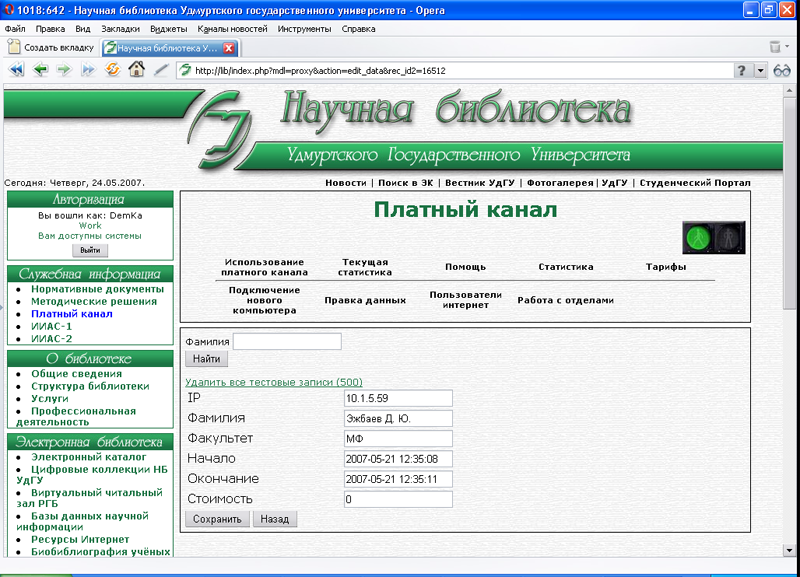 1018:642 - Научная библиотека Удмуртского государственного университета - Opera
Файл Правка Вид Закладки Виджеты Каналы новостей Инструменты Справка
Создать вкладку Научная библиотека У...
http://lib/index.php?mdl=proxy&action=edit_data&rec_id2=16512
Научная библиотека
Удмуртского Государственного Университета
Сегодня: Четверг, 24.05.2007.
Новости | Поиск в ЭК | Вестник УдГУ | Фотогалерея | УдГУ | Студенческий Портал
Авторизация
Вы вошли как: DemKa
Work
Вам доступны системы
Выйти
Служебная информация
Нормативные документы
Методические решения
Платный канал
ИИАС-1
ИИАС-2
О библиотеке
Общие сведения
Структура библиотеки
Услуги
Профессиональная
деятельность
Электронная библиотека
Электронный каталог
Цифровые коллекции НБ
УдГУ
Виртуальный читальный
зал РГБ
Базы данных научной
информации
Ресурсы Интернет
Биобиблиография учёных
Платный канал
Использование
платного канала
Текущая
статистика
Помощь
Статистика
Тарифы
Подключение
нового
компьютера
Правка данных
Пользователи
интернет
Работа с отделами
Фамилия
Найти
Удалить все тестовые записи (500)
IP 10.1.5.59
Фамилия Эжбаев Д. Ю.
Факультет МФ
Начало 2007-05-21 12:35:08
Окончание 2007-05-21 12:35:11
Стоимость 0
Сохранить Назад